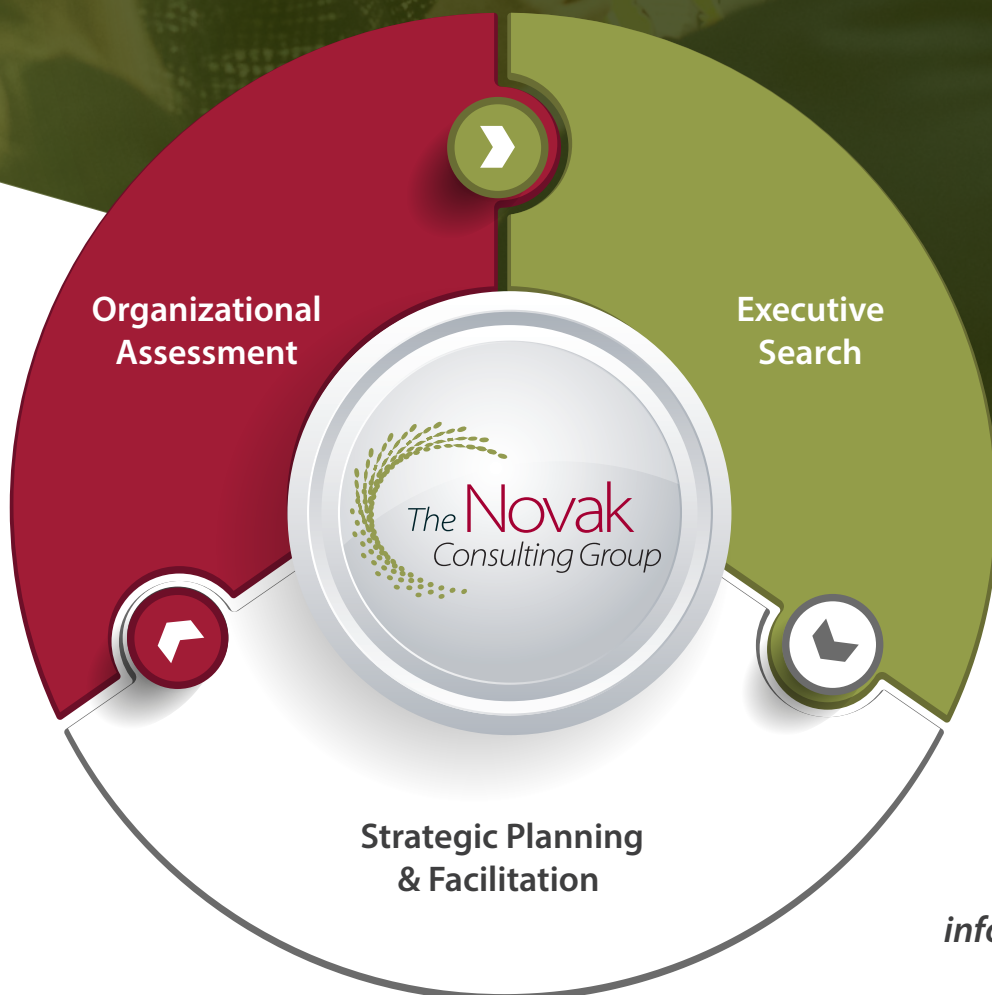 Organizational
Assessment
Executive
Search
The Novak
Consulting Group
Strategic Planning
& Facilitation